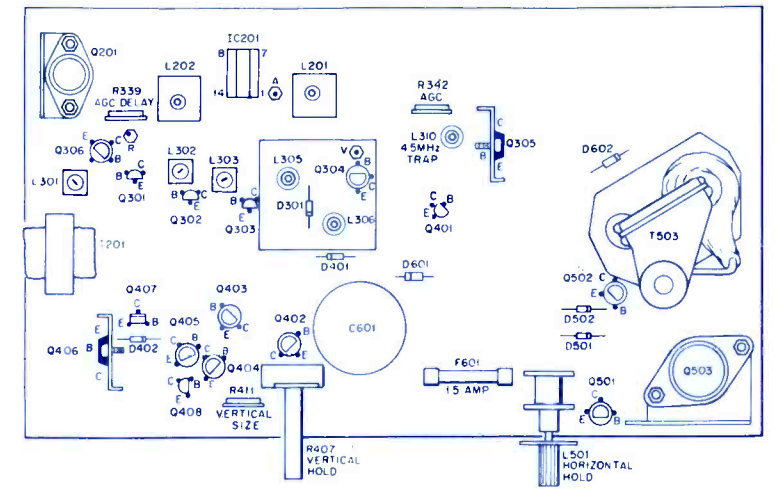 Q201
IC201
8
7
14
1
L202
A
L201
R339
AGC DELAY
R342
AGC
E
C
B
Q306
R
L310
4.5MHz
TRAP
C
B
E
Q305
D602
L301
L302
L303
C
B
E
Q301
B
C
E
Q302
C
B
E
Q303
L305
V
Q304
B
C
E
D301
L306
C
B
E
Q401
T503
D401
D601
Q502
C
E
B
D502
D501
Q407
C
E
B
Q403
B
E
C
Q402
C
B
E
C601
Q405
C
B
E
Q406
E
B
C
D402
C
B
E
Q404
C
B
E
Q408
R411
VERTICAL
SIZE
F601
1.5 AMP
Q501
C
E
B
Q503
R407
VERTICAL
HOLD
L501
HORIZONTAL
HOLD